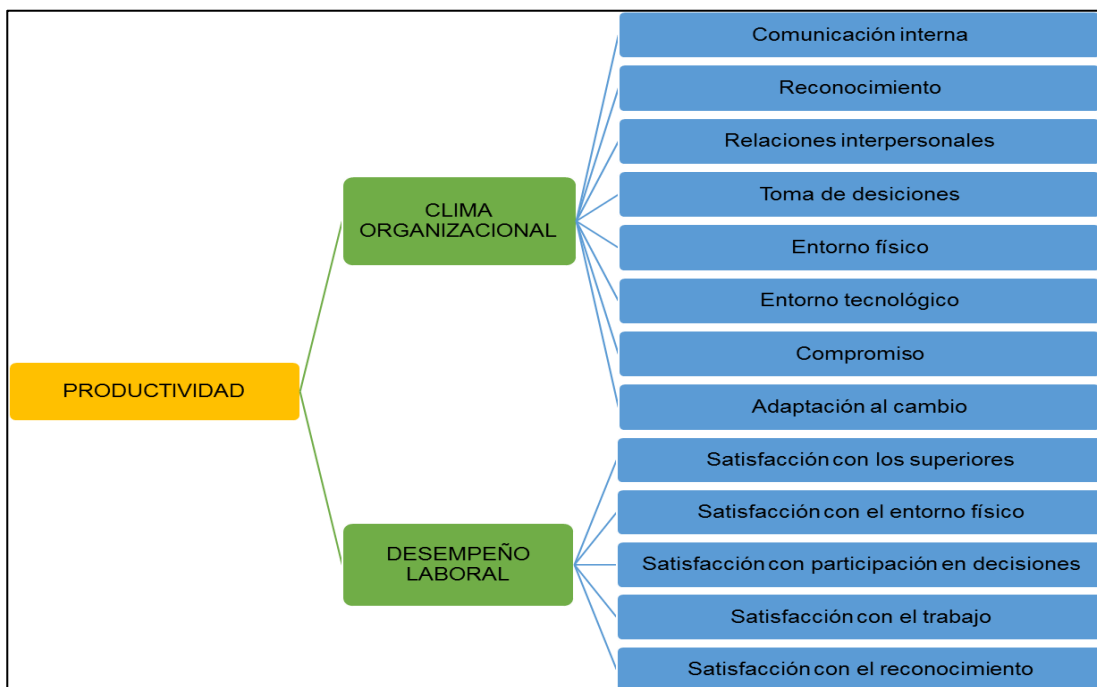 PRODUCTIVIDAD
CLIMA
ORGANIZACIONAL
Comunicación interna
Reconocimiento
Relaciones interpersonales
Toma de desiciones
Entorno físico
Entorno tecnológico
Compromiso
Adaptación al cambio
DESEMPEÑO
LABORAL
Satisfacción con los superiores
Satisfacción con el entorno físico
Satisfacción con participación en decisiones
Satisfacción con el trabajo
Satisfacción con el reconocimiento